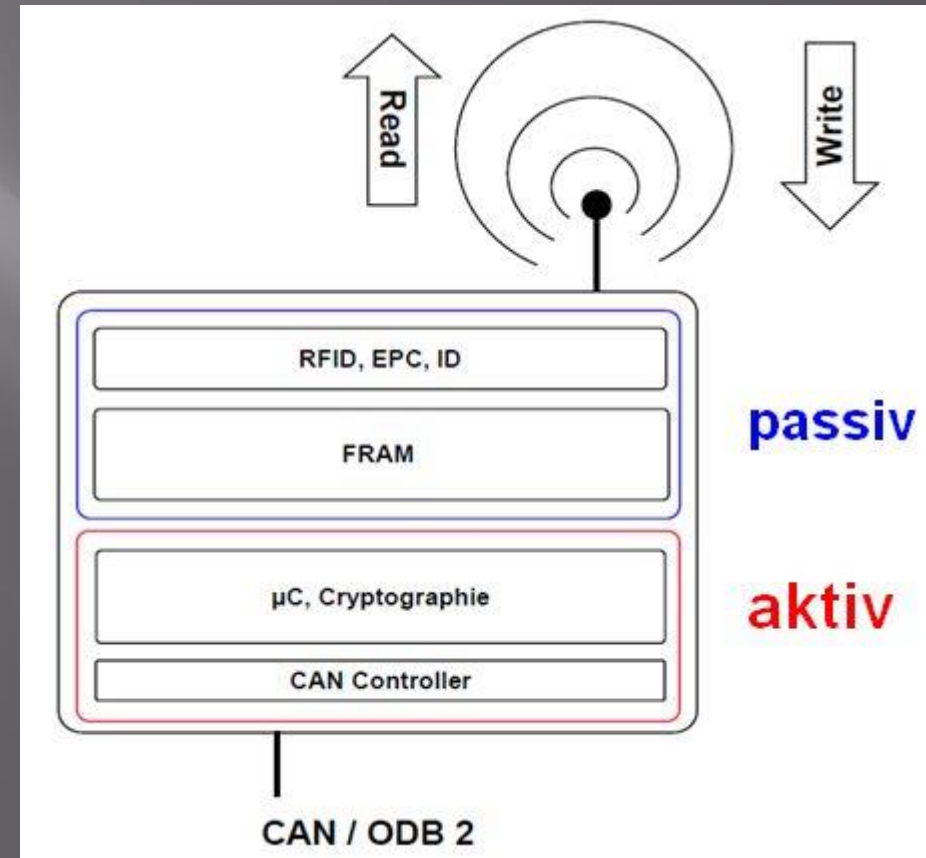 Read
Write
RFID, EPC, ID
FRAM
passiv
µC, Cryptographie
aktiv
CAN Controller
CAN / ODB 2